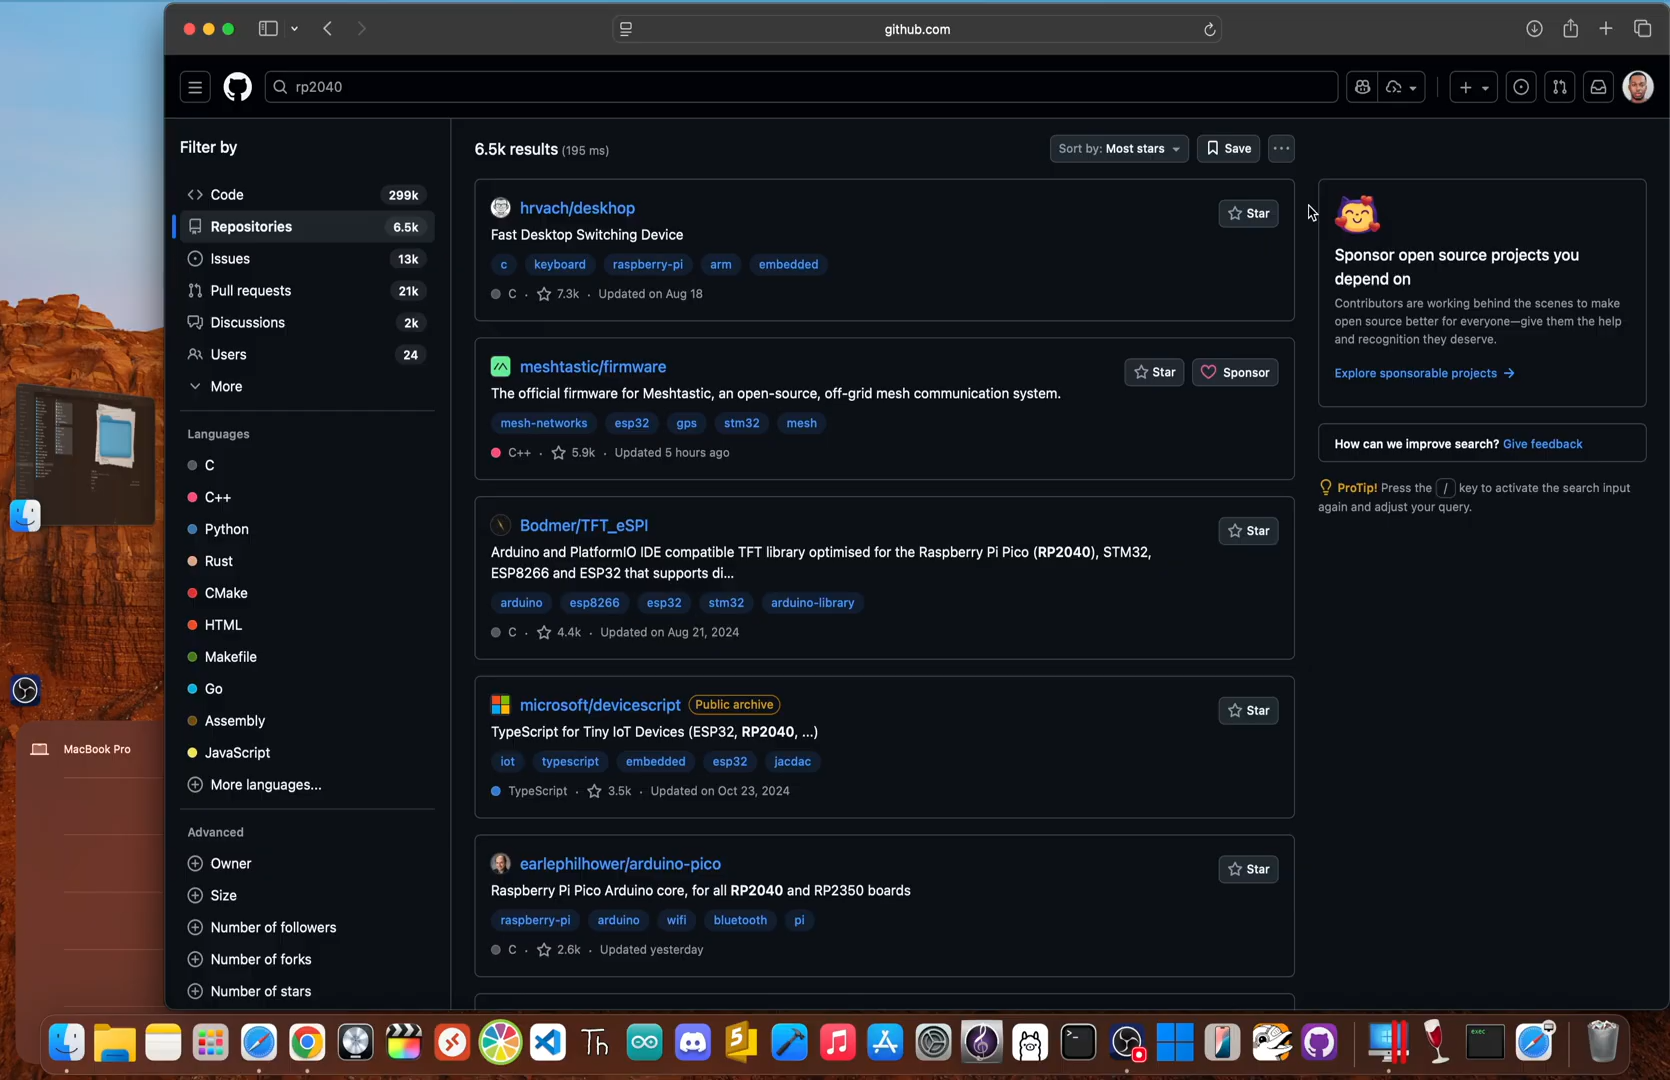 github.com
rp2040
Filter by
Code 299k
Repositories 6.5k
Issues 13k
Pull requests 21k
Discussions 2k
Users 24
More
Languages
C
C++
Python
Rust
CMake
HTML
Makefile
Go
Assembly
JavaScript
More languages...
Advanced
Owner
Size
Number of followers
Number of forks
Number of stars
6.5k results (195 ms)
Sort by: Most stars
Save
hrvach/deskhop
Star
Fast Desktop Switching Device
c keyboard raspberry-pi arm embedded
C · 7.3k · Updated on Aug 18
meshtastic/firmware
Star
Sponsor
The official firmware for Meshtastic, an open-source, off-grid mesh communication system.
mesh-networks esp32 gps stm32 mesh
C++ · 5.9k · Updated 5 hours ago
Bodmer/TFT_eSPI
Star
Arduino and PlatformIO IDE compatible TFT library optimised for the Raspberry Pi Pico (RP2040), STM32,
ESP8266 and ESP32 that supports di...
arduino esp8266 esp32 stm32 arduino-library
C · 4.4k · Updated on Aug 21, 2024
microsoft/devicescript Public archive
Star
TypeScript for Tiny IoT Devices (ESP32, RP2040, ...)
iot typescript embedded esp32 jacdac
TypeScript · 3.5k · Updated on Oct 23, 2024
earlephilhower/arduino-pico
Star
Raspberry Pi Pico Arduino core, for all RP2040 and RP2350 boards
raspberry-pi arduino wifi bluetooth pi
C · 2.6k · Updated yesterday
Sponsor open source projects you
depend on
Contributors are working behind the scenes to make
open source better for everyone—give them the help
and recognition they deserve.
Explore sponsorable projects →
How can we improve search? Give feedback
ProTip! Press the / key to activate the search input
again and adjust your query.
MacBook Pro
Th
S
exec